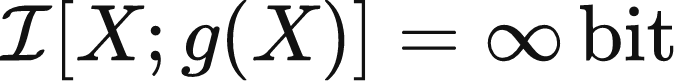 𝓘[X; g(X)] = ∞ bit